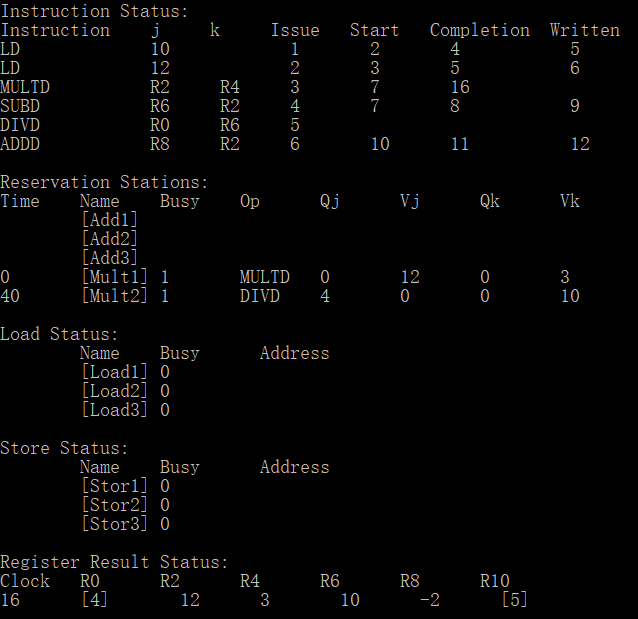 Instruction Status:
Instruction j k Issue Start Completion Written
LD 10 1 2 4 5
LD 12 2 3 5 6
MULTD R2 R4 3 7 16
SUBD R6 R2 4 7 8 9
DIVD R0 R6 5
ADDD R8 R2 6 10 11 12
Reservation Stations:
Time Name Busy Op Qj Vj Qk Vk
[Add1]
[Add2]
[Add3]
0 [Mult1] 1 MULTD 0 12 0 3
40 [Mult2] 1 DIVD 4 0 0 10
Load Status:
Name Busy Address
[Load1] 0
[Load2] 0
[Load3] 0
Store Status:
Name Busy Address
[Stor1] 0
[Stor2] 0
[Stor3] 0
Register Result Status:
Clock R0 R2 R4 R6 R8 R10
16 [4] 12 3 10 -2 [5]